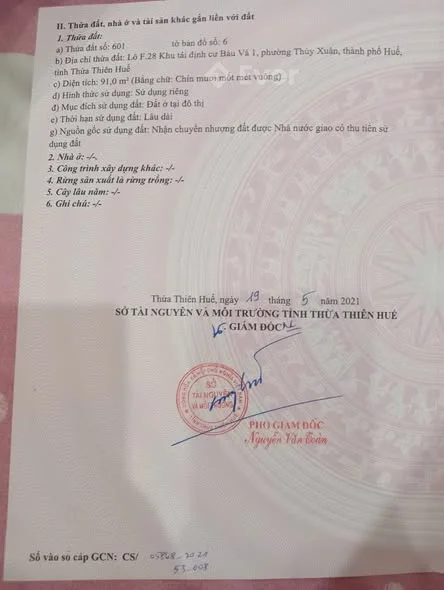 II. Thửa đất, nhà ở và tài sản khác gắn liền với đất
1. Thửa đất:
a) Thửa đất số: 601 tờ bản đồ số: 6
b) Địa chỉ thửa đất: Lô F.28 Khu tái định cư Bàu Vá 1, phường Thủy Xuân, thành phố Huế,
tỉnh Thừa Thiên Huế
c) Diện tích: 91,0 m² (Bằng chữ: Chín mươi mốt mét vuông)
d) Hình thức sử dụng: Sử dụng riêng
đ) Mục đích sử dụng đất: Đất ở tại đô thị
e) Thời hạn sử dụng đất: Lâu dài
g) Nguồn gốc sử dụng đất: Nhận chuyển nhượng đất được Nhà nước giao có thu tiền sử
dụng đất
2. Nhà ở: -/-.
3. Công trình xây dựng khác: -/-
4. Rừng sản xuất là rừng trồng: -/-
5. Cây lâu năm: -/-
6. Ghi chú: -/-
Thừa Thiên Huế, ngày 19 tháng 5 năm 2021
SỞ TÀI NGUYÊN VÀ MÔI TRƯỜNG TỈNH THỪA THIÊN HUẾ
GIÁM ĐỐC
SỞ
TÀI NGUYÊN
VÀ MÔI TRƯỜNG
PHÓ GIÁM ĐỐC
Nguyễn Văn Toàn
Số vào sổ cấp GCN: CS/